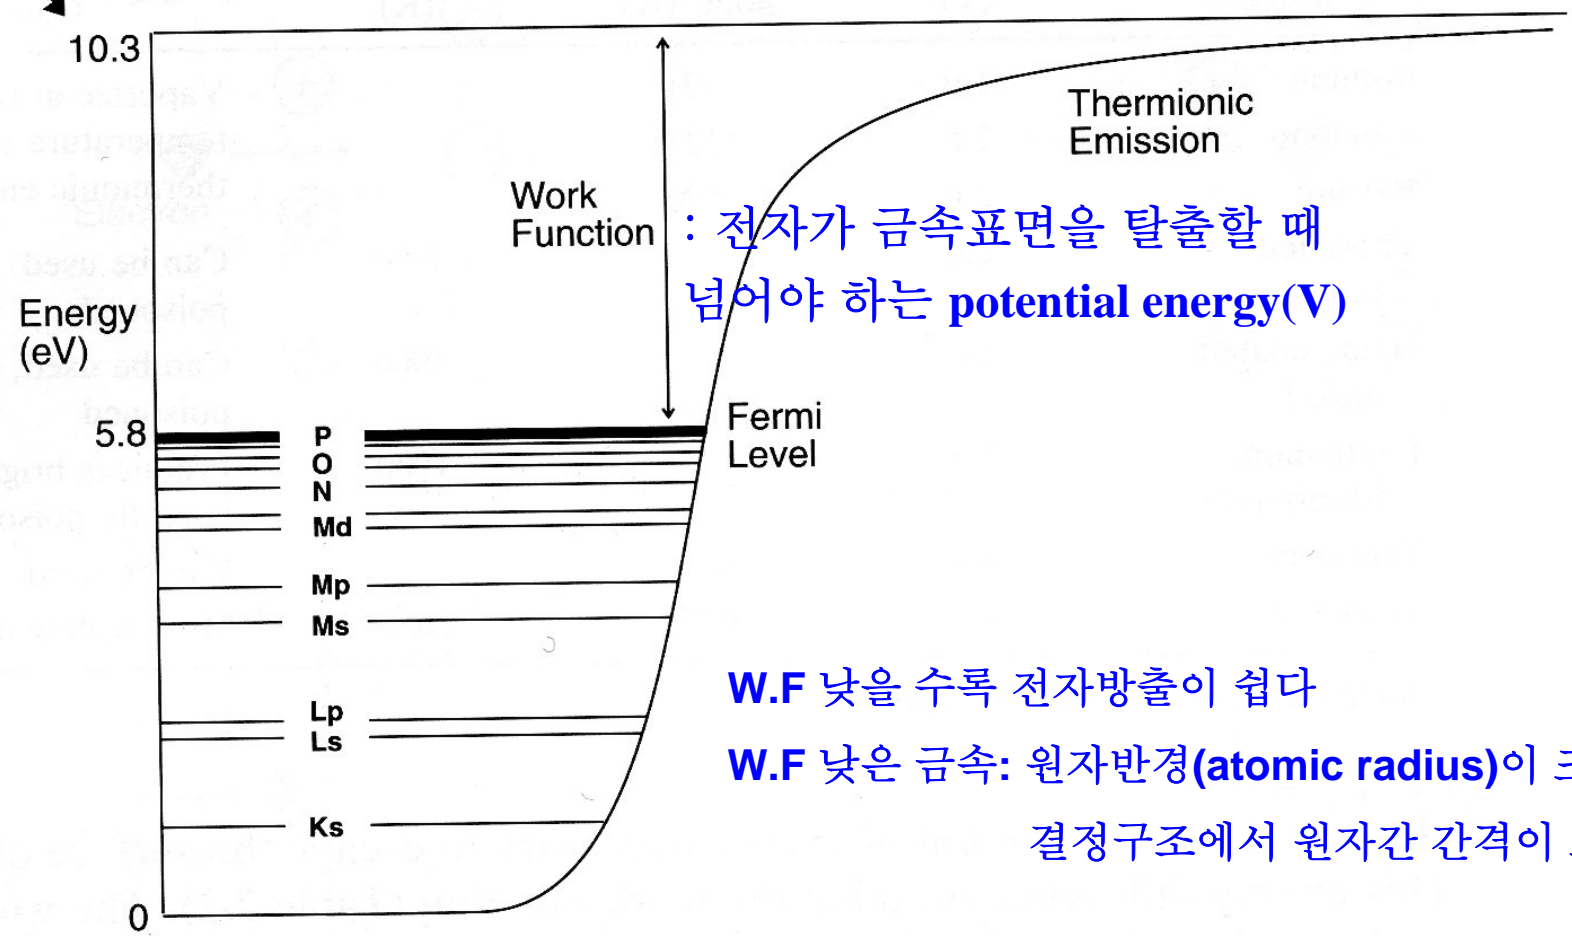 10.3
Thermionic
Emission
Work
Function
: 전자가 금속표면을 탈출할 때
넘어야 하는 potential energy(V)
Energy
(eV)
5.8
P
Fermi
Level
O
N
Md
Mp
Ms
W.F 낮을 수록 전자방출이 쉽다
Lp
Ls
W.F 낮은 금속: 원자반경(atomic radius)이
Ks
결정구조에서 원자간 간격이
0